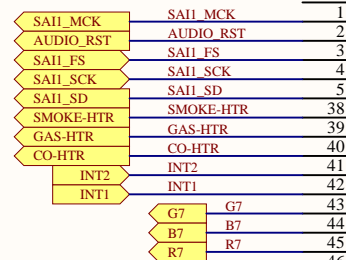 SAI1_MCK SAI1_MCK 1
AUDIO_RST AUDIO_RST 2
SAI1_FS SAI1_FS 3
SAI1_SCK SAI1_SCK 4
SAI1_SD SAI1_SD 5
SMOKE-HTR SMOKE-HTR 38
GAS-HTR GAS-HTR 39
CO-HTR CO-HTR 40
INT2 INT2 41
INT1 INT1 42
G7 G7 43
B7 B7 44
R7 R7 45